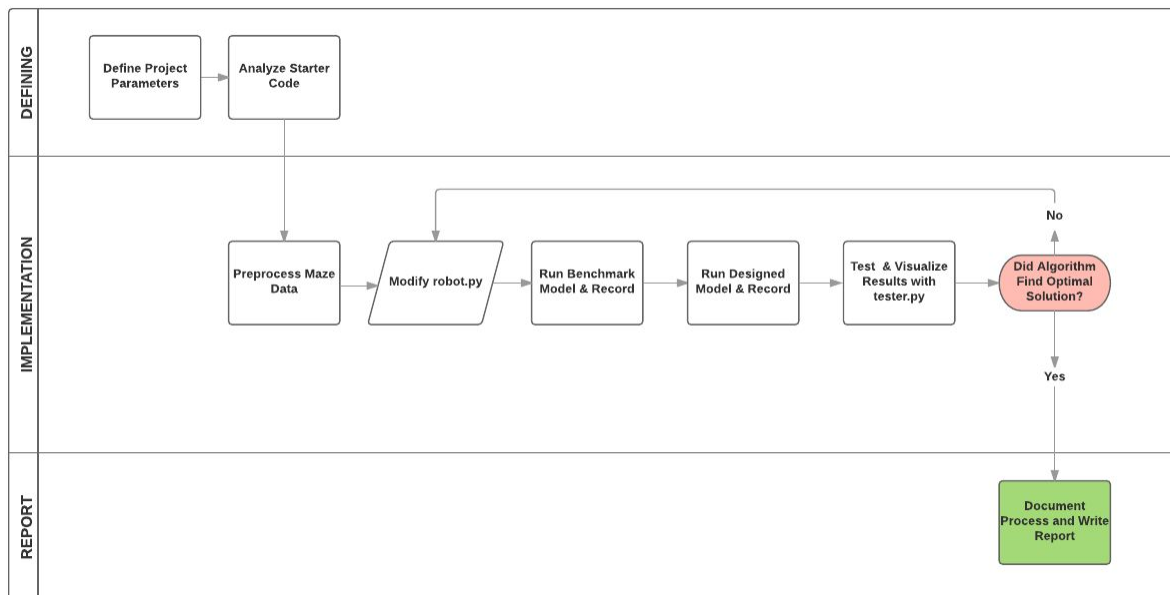 DEFINING
Define Project
Parameters
Analyze Starter
Code
IMPLEMENTATION
Preprocess Maze
Data
Modify robot.py
Run Benchmark
Model & Record
Run Designed
Model & Record
Test & Visualize
Results with
tester.py
Did Algorithm
Find Optimal
Solution?
No
Yes
REPORT
Document
Process and Write
Report